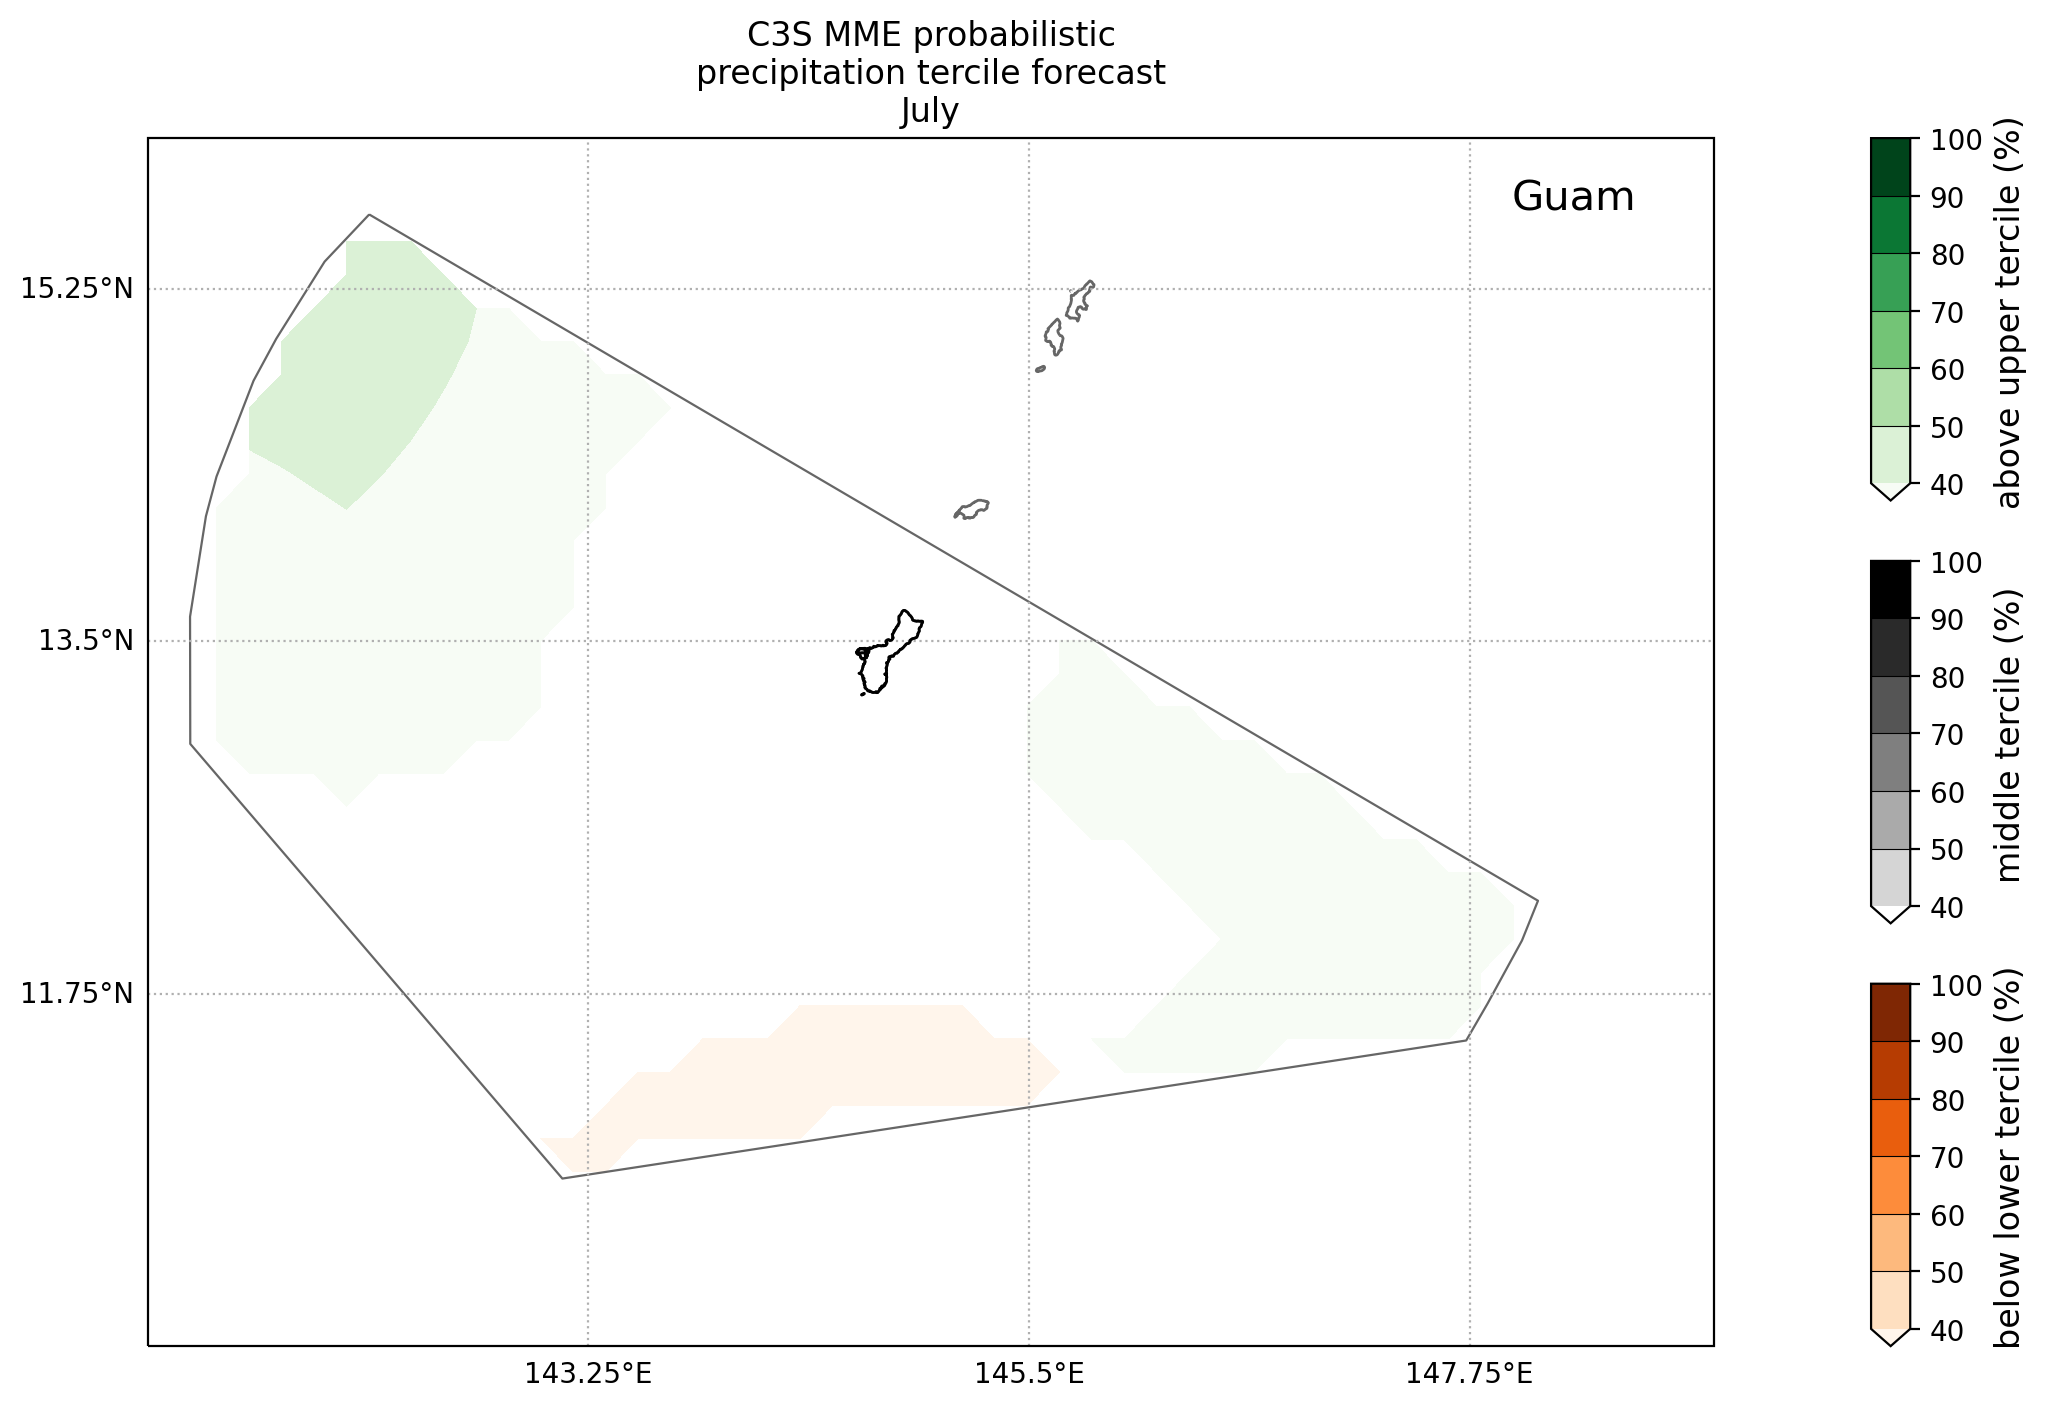 C3S MME probabilistic
precipitation tercile forecast
July
Guam
15.25°N
13.5°N
11.75°N
143.25°E
145.5°E
147.75°E
100
90
80
70
60
50
40
above upper tercile (%)
100
90
80
70
60
50
40
middle tercile (%)
100
90
80
70
60
50
40
below lower tercile (%)